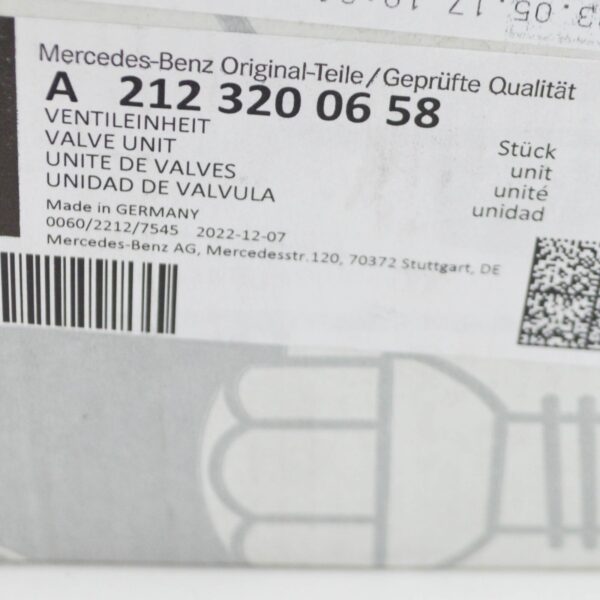 Mercedes-Benz Original-Teile/Geprüfte Qualität
A 212 320 06 58
VENTILEINHEIT
VALVE UNIT
UNITE DE VALVES
UNIDAD DE VALVULA
Stück
unit
unité
unidad
Made in GERMANY
0060/2212/7545 2022-12-07
Mercedes-Benz AG, Mercedesstr.120, 70372 Stuttgart, DE